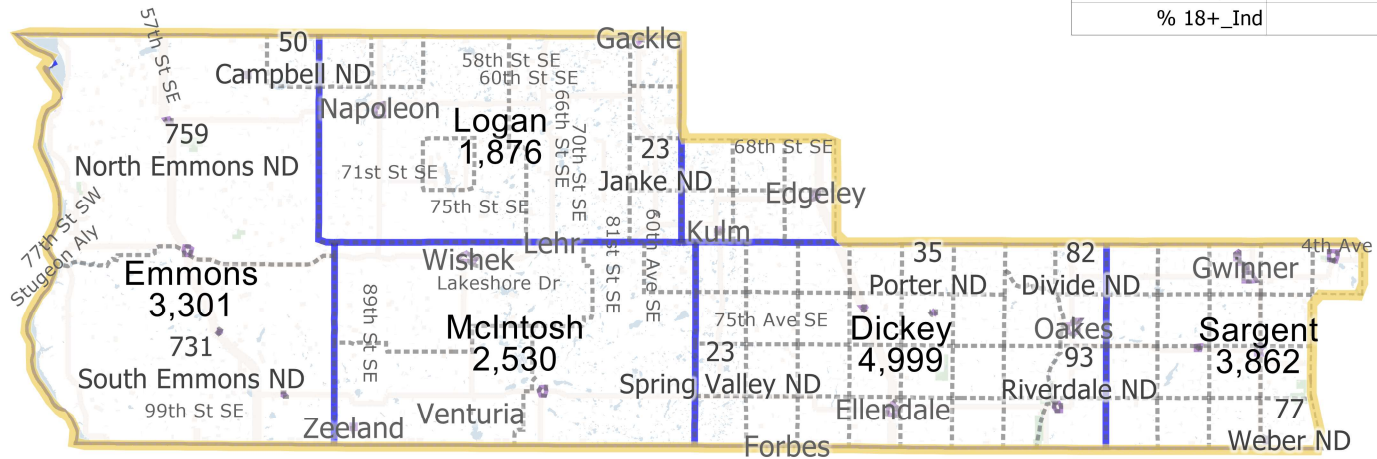 % 18+_Ind
57th St SE
50
Campbell ND
Gackle
58th St SE
60th St SE
Napoleon
Logan
1,876
66th St SE
70th St SE
759
North Emmons ND
71st St SE
75th St SE
23
Janke ND
68th St SE
Edgeley
77th St SW
Stugeon Aly
Lehr
81st St SE
60th Ave SE
Kulm
Emmons
3,301
Wishek
Lakeshore Dr
35
Porter ND
82
Divide ND
Gwinner
4th Ave
89th St SE
McIntosh
2,530
75th Ave SE
Dickey
4,999
Oakes
Sargent
3,862
731
South Emmons ND
99th St SE
23
Spring Valley ND
93
Riverdale ND
Zeeland
Venturia
Ellendale
77
Weber ND
Forbes